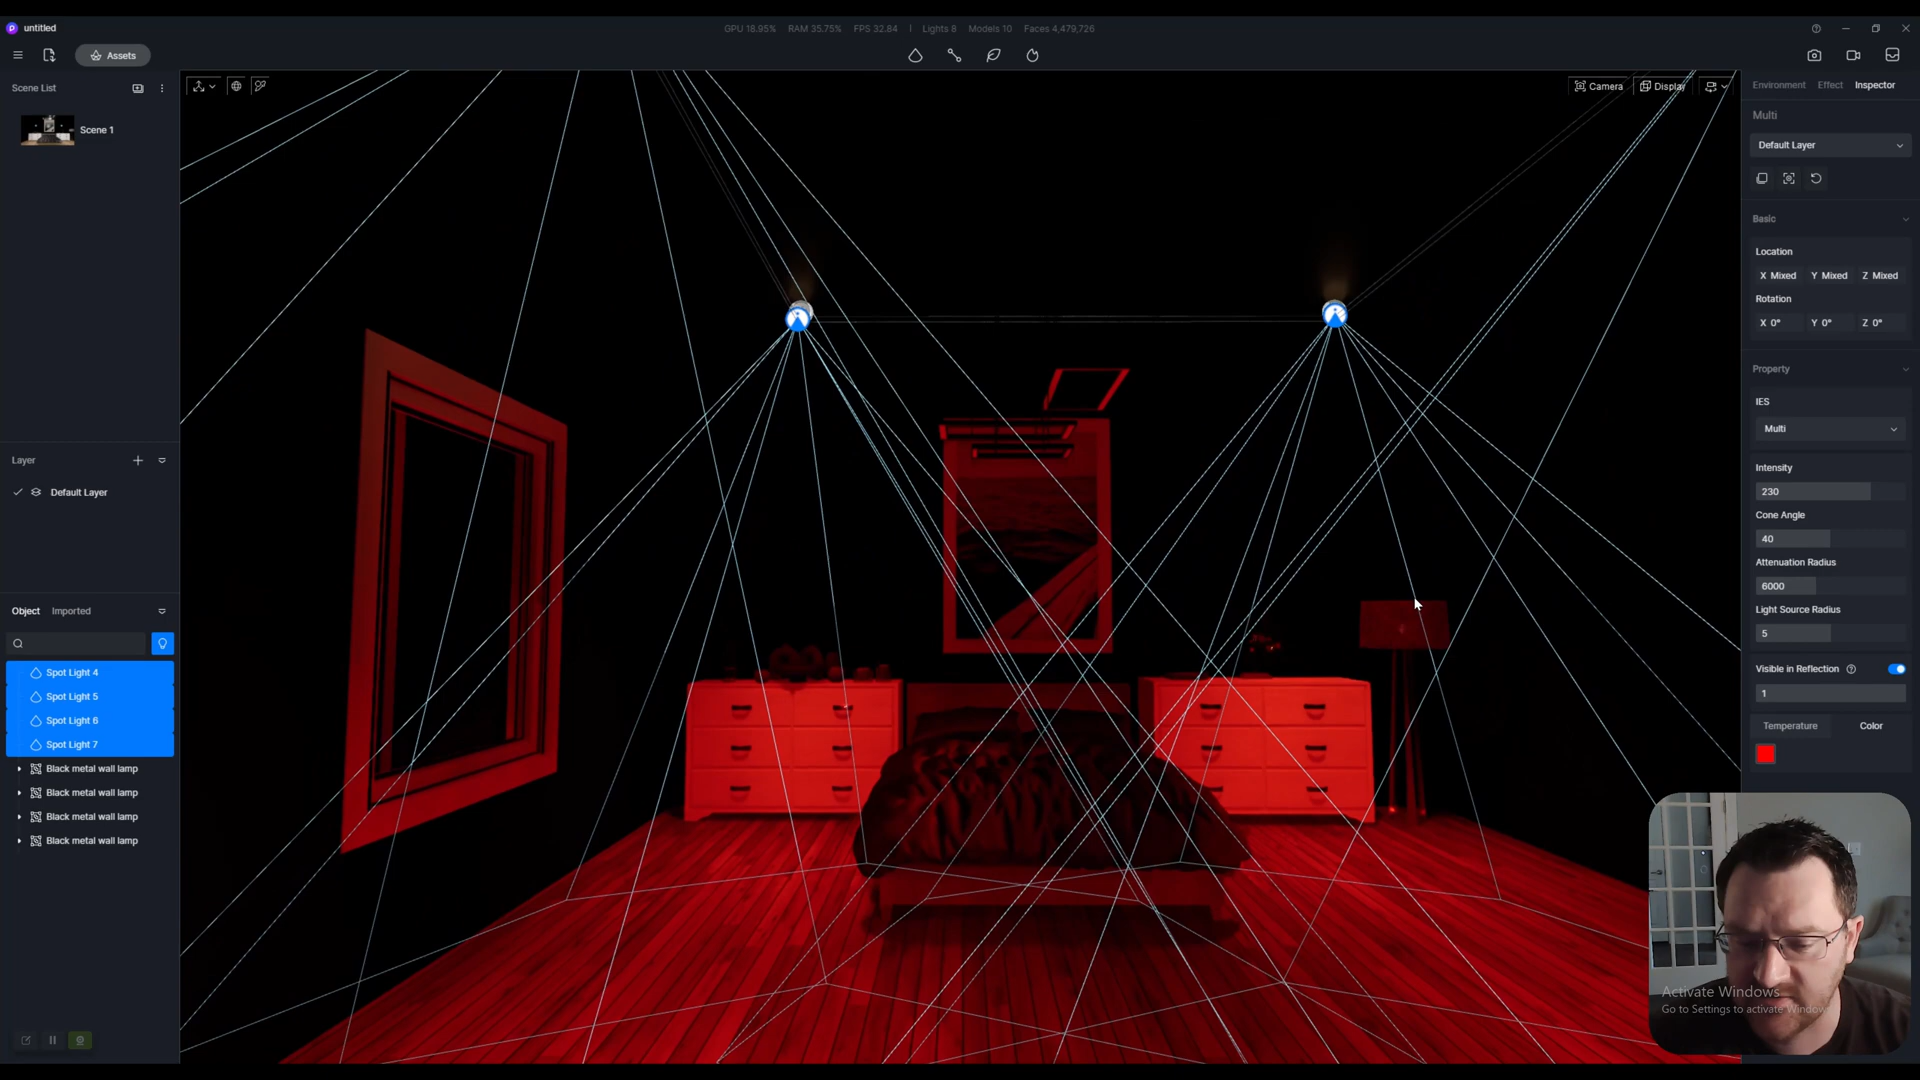 untitled
GPU 18.95% RAM 35.75% FPS 32.84 | Lights 8 Models 10 Faces 4,479,726
Assets
Scene List
Scene 1
Camera
Display
Environment Effect Inspector
Multi
Default Layer
Basic
Location
X Mixed Y Mixed Z Mixed
Rotation
X 0° Y 0° Z 0°
Property
IES
Multi
Intensity
230
Cone Angle
40
Attenuation Radius
6000
Light Source Radius
5
Visible in Reflection
1
Temperature Color
Layer
Default Layer
Object Imported
Spot Light 4
Spot Light 5
Spot Light 6
Spot Light 7
Black metal wall lamp
Black metal wall lamp
Black metal wall lamp
Black metal wall lamp
Activate Windows
Go to Settings to activate Windows